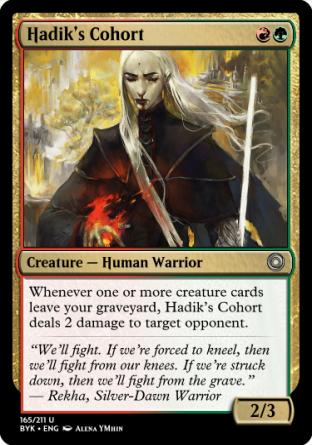 Hadik's Cohort
Creature — Human Warrior
Whenever one or more creature cards
leave your graveyard, Hadik's Cohort
deals 2 damage to target opponent.
"We'll fight. If we're forced to kneel, then
we'll fight from our knees. If we're struck
down, then we'll fight from the grave."
— Rekha, Silver-Dawn Warrior
2/3
165/211 U
BYK • ENG Alena YMhin